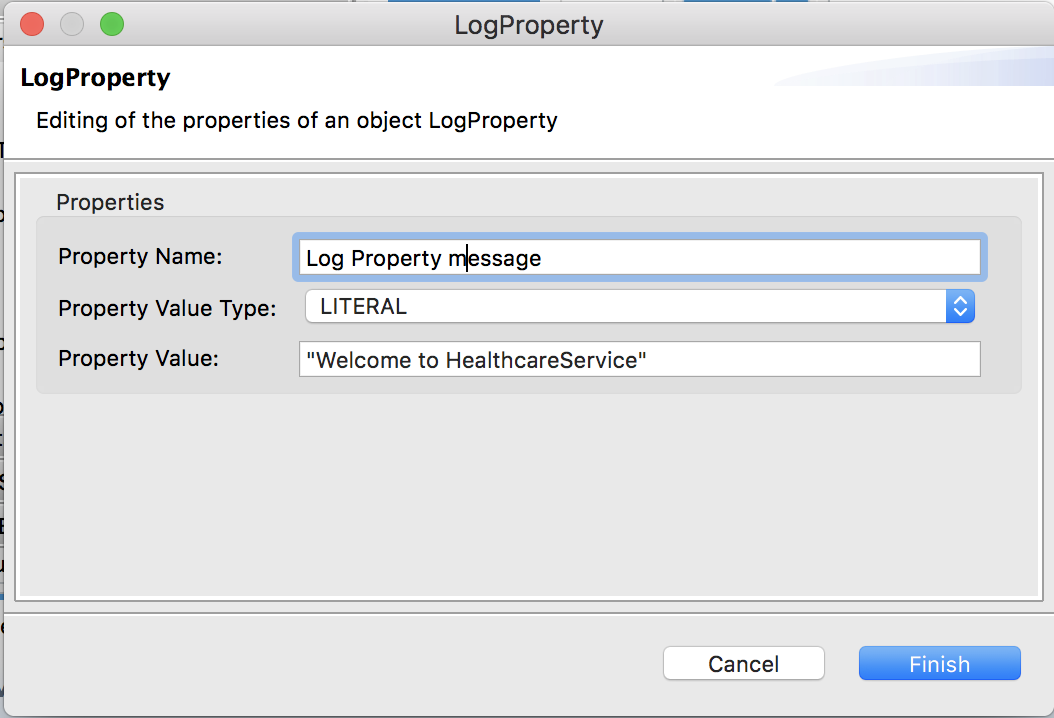 LogProperty
LogProperty
Editing of the properties of an object LogProperty
Properties
Property Name: Log Property message
Property Value Type: LITERAL
Property Value: "Welcome to HealthcareService"
Cancel Finish